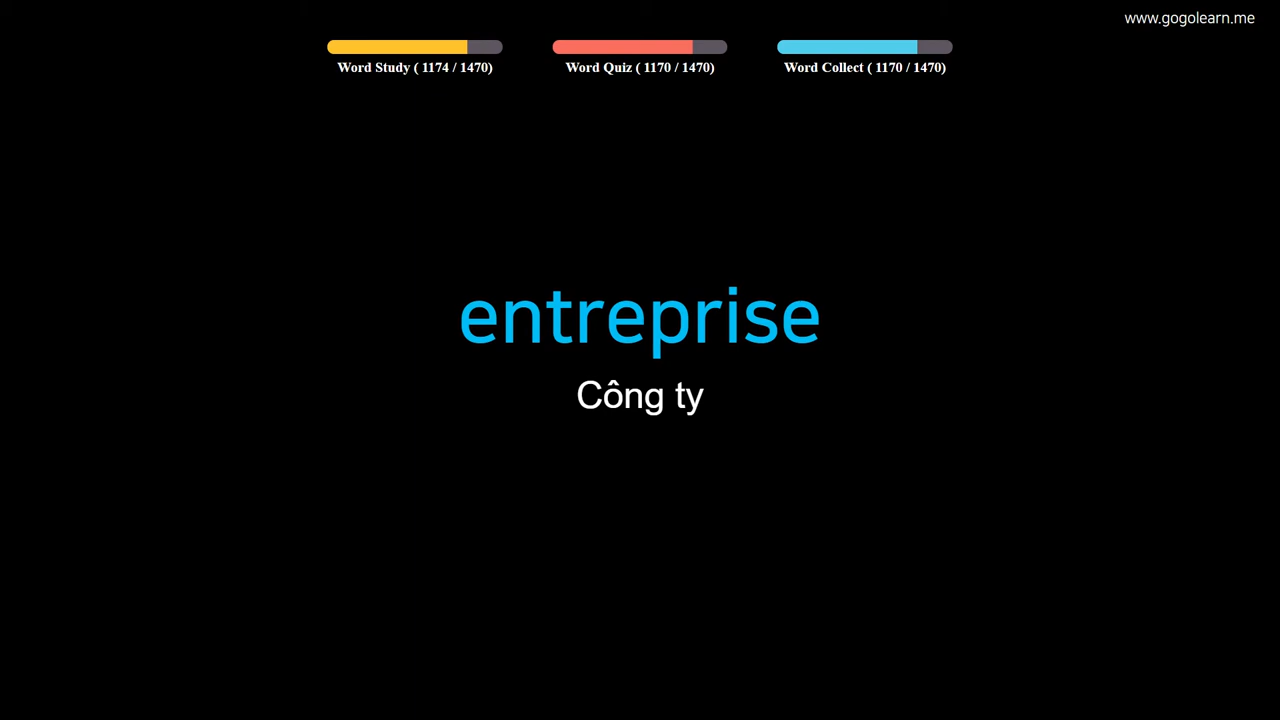 www.gogolearn.me
Word Study ( 1174 / 1470)
Word Quiz ( 1170 / 1470)
Word Collect ( 1170 / 1470)
entreprise
Công ty